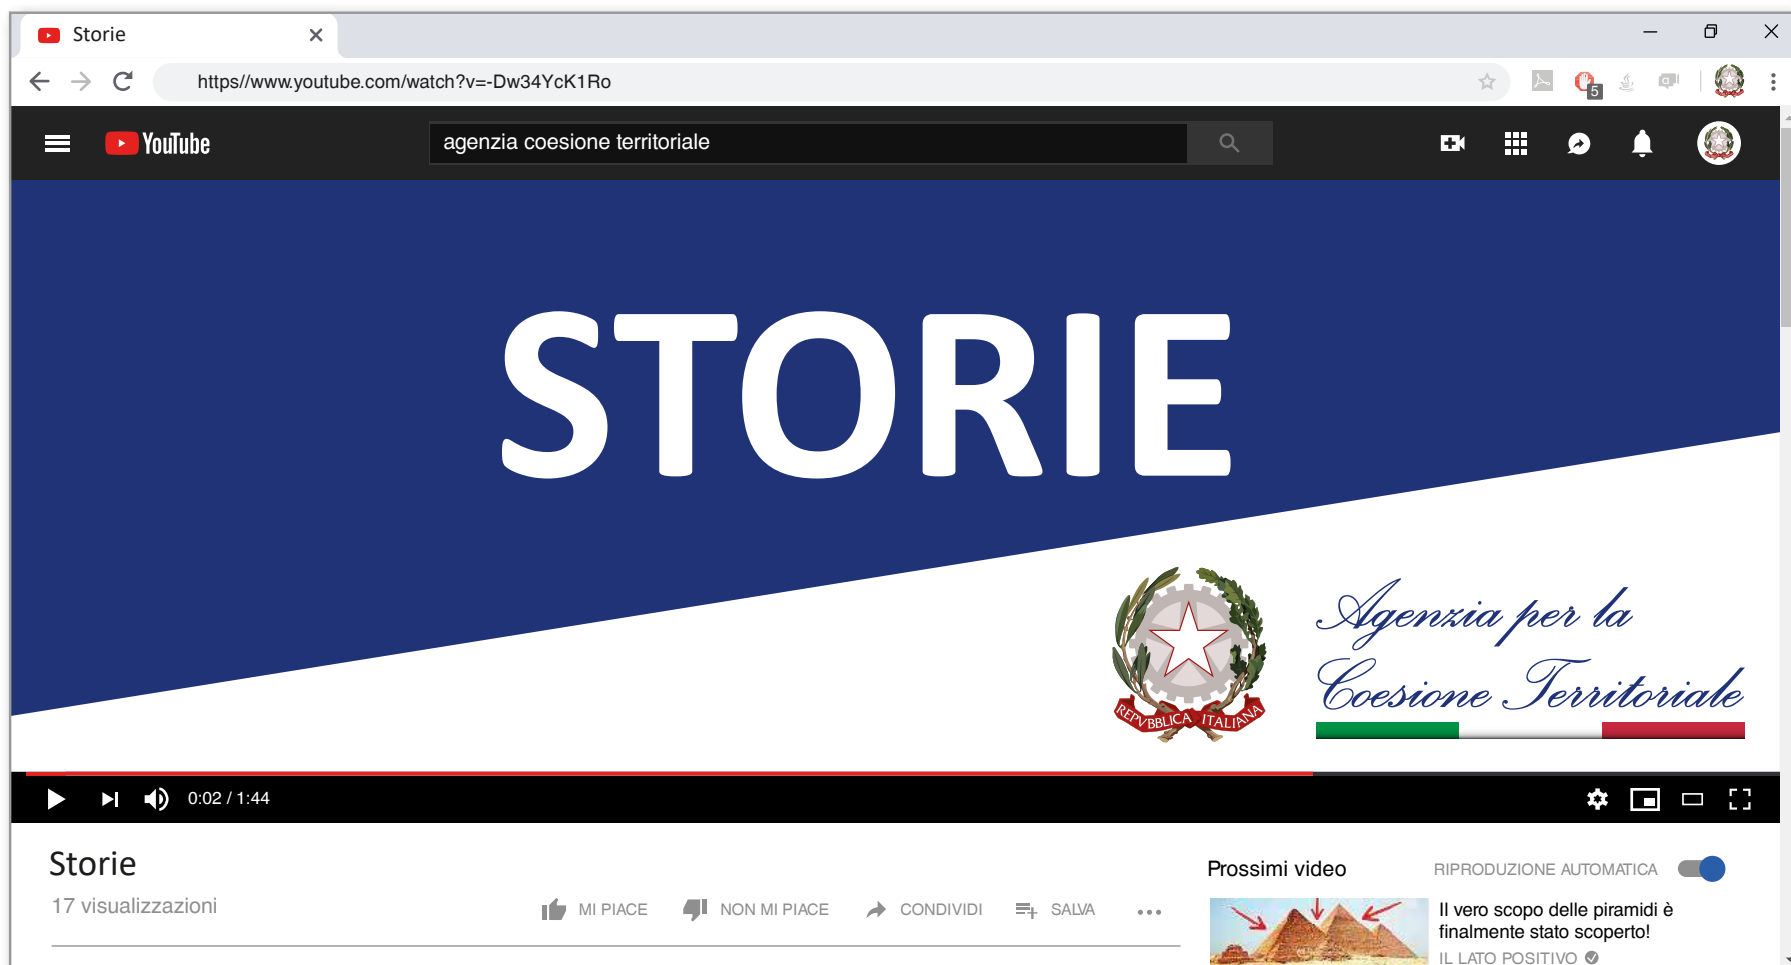 Storie
https//www.youtube.com/watch?v=-Dw34YcK1Ro
5
YouTube
agenzia coesione territoriale
STORIE
REPVBBLICA ITALIANA
Agenzia per la
Coesione Territoriale
0:02 / 1:44
Storie
17 visualizzazioni
MI PIACE
NON MI PIACE
CONDIVIDI
SALVA
Prossimi video
RIPRODUZIONE AUTOMATICA
Il vero scopo delle piramidi è
finalmente stato scoperto!
IL LATO POSITIVO